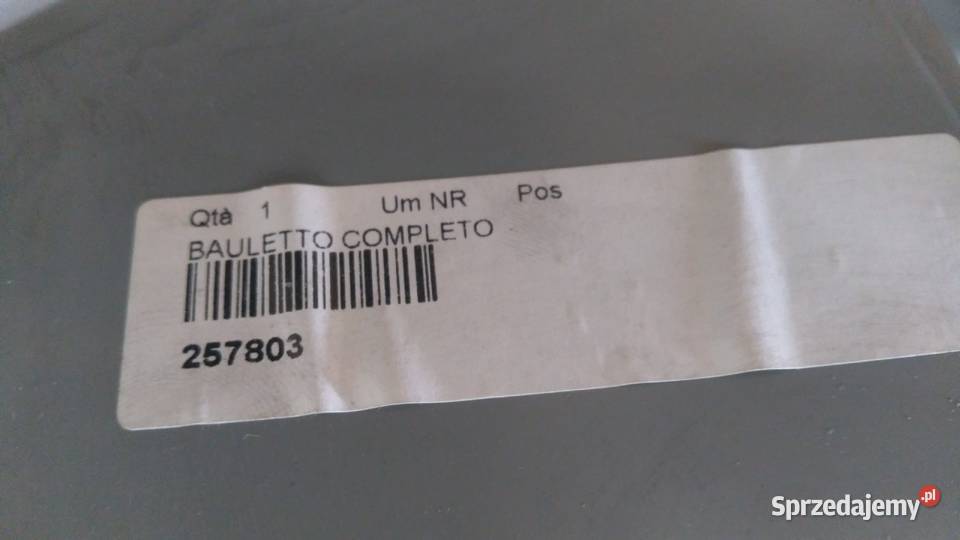 Qtà 1 Um NR Pos
BAULETTO COMPLETO
257803
Sprzedajemy.pl